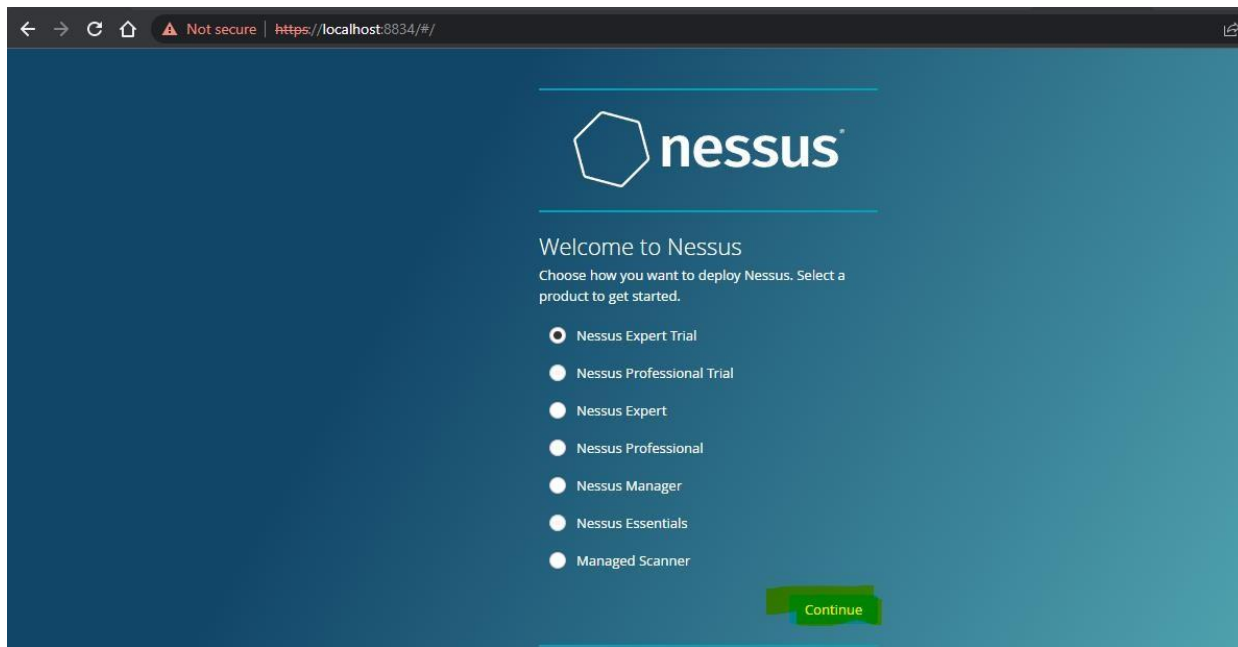 Not secure | https://localhost:8834/#/
nessus
Welcome to Nessus
Choose how you want to deploy Nessus. Select a
product to get started.
Nessus Expert Trial
Nessus Professional Trial
Nessus Expert
Nessus Professional
Nessus Manager
Nessus Essentials
Managed Scanner
Continue